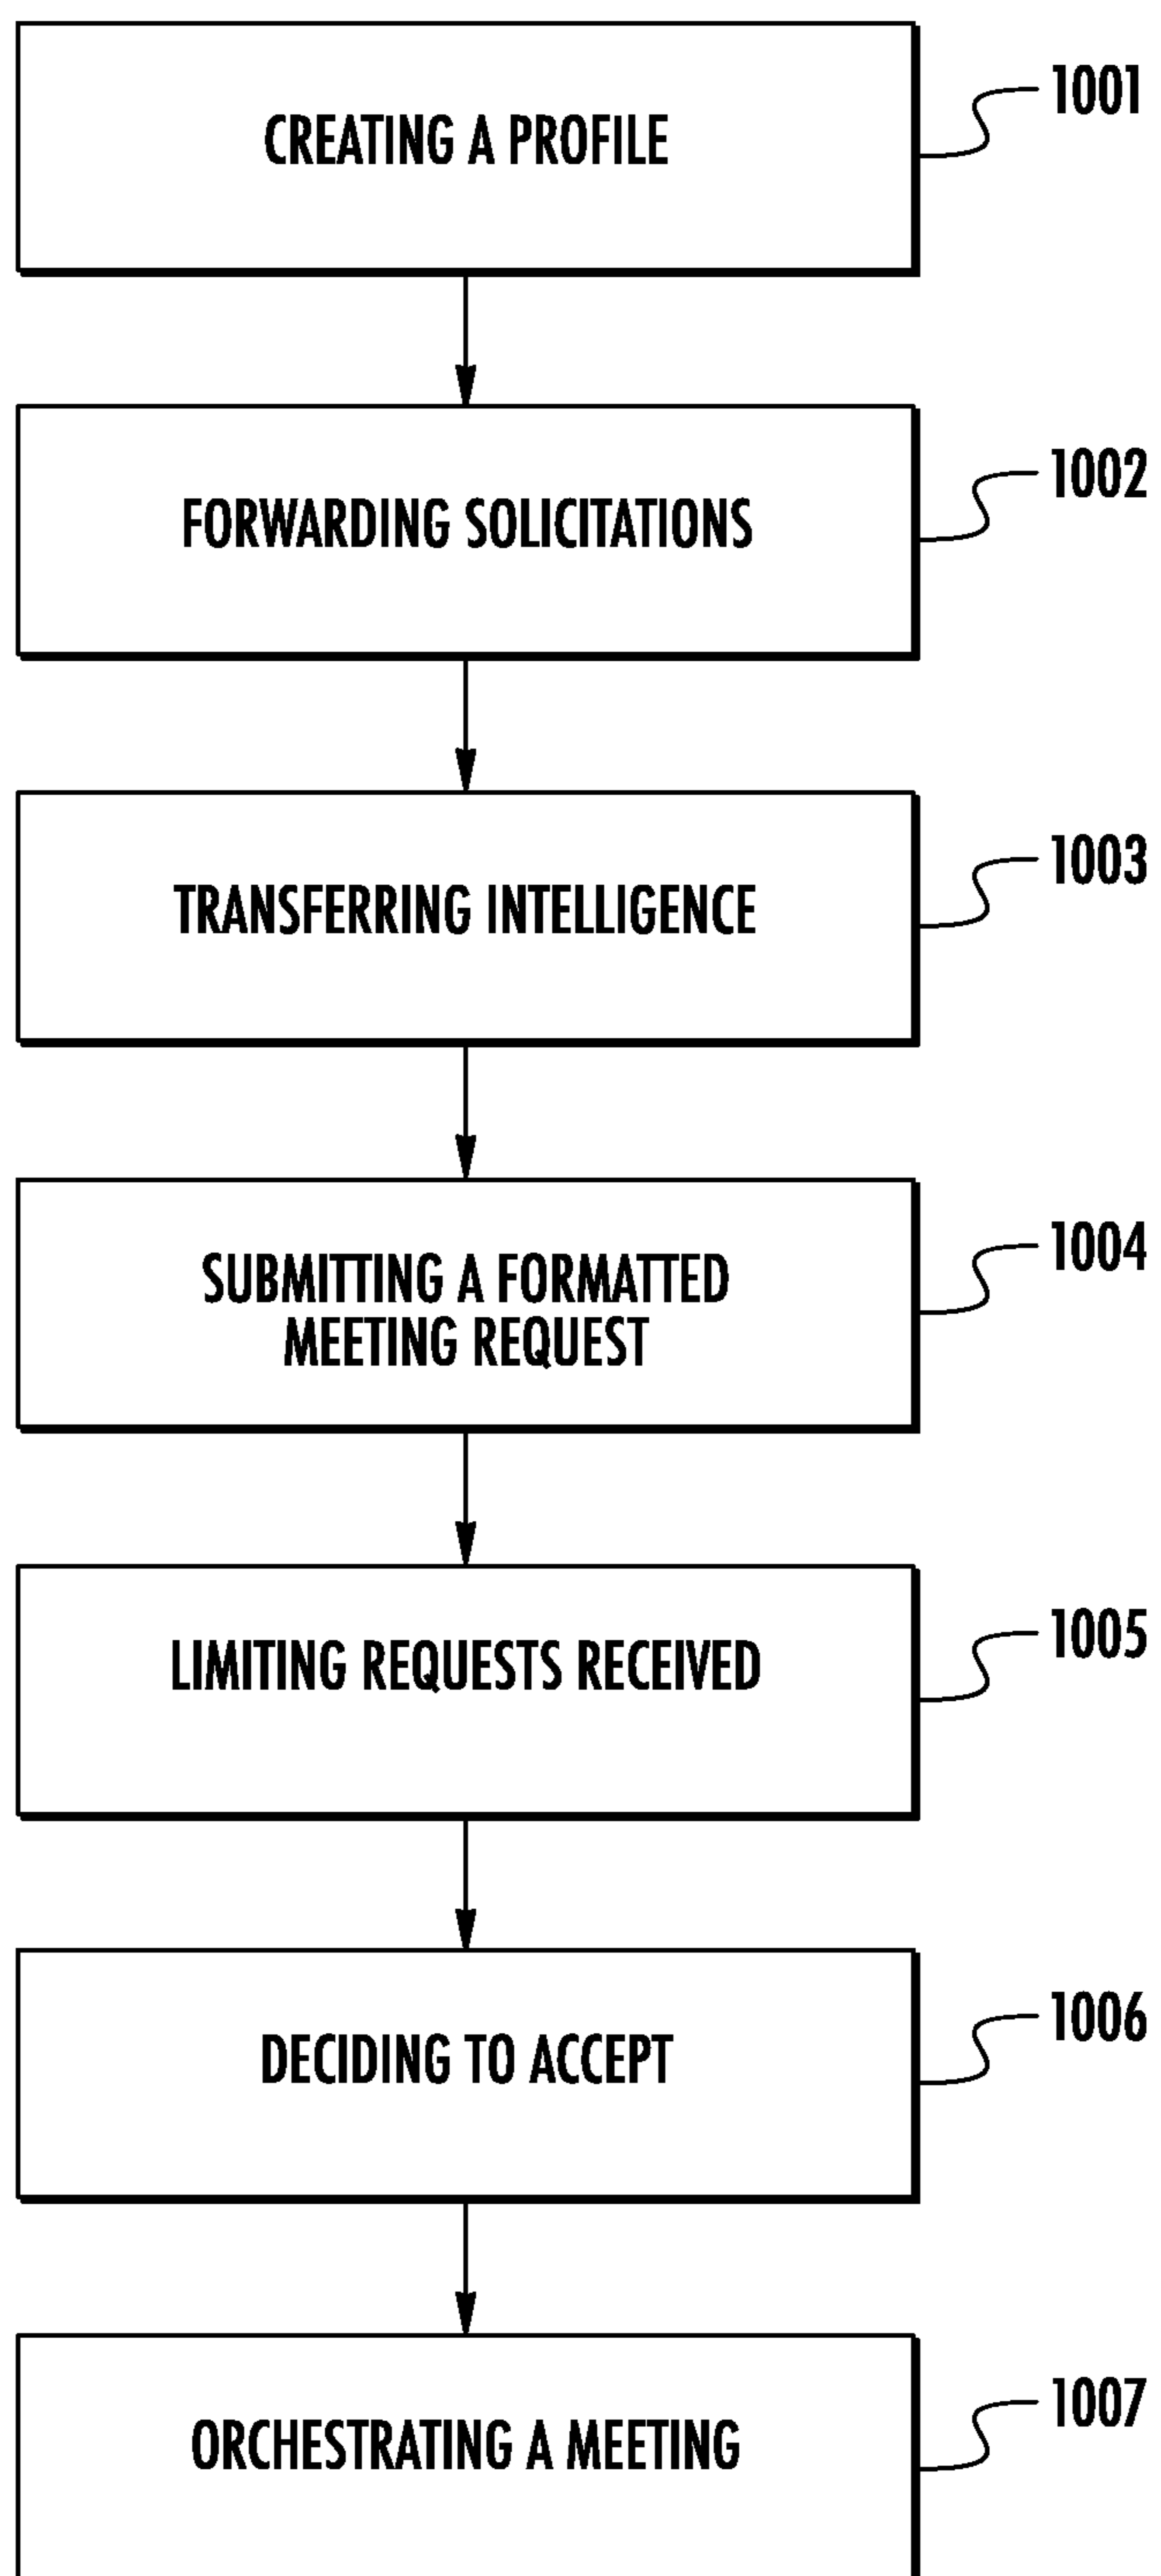 CREATING A PROFILE
1001
FORWARDING SOLICITATIONS
1002
TRANSFERRING INTELLIGENCE
1003
SUBMITTING A FORMATTED
MEETING REQUEST
1004
LIMITING REQUESTS RECEIVED
1005
DECIDING TO ACCEPT
1006
ORCHESTRATING A MEETING
1007